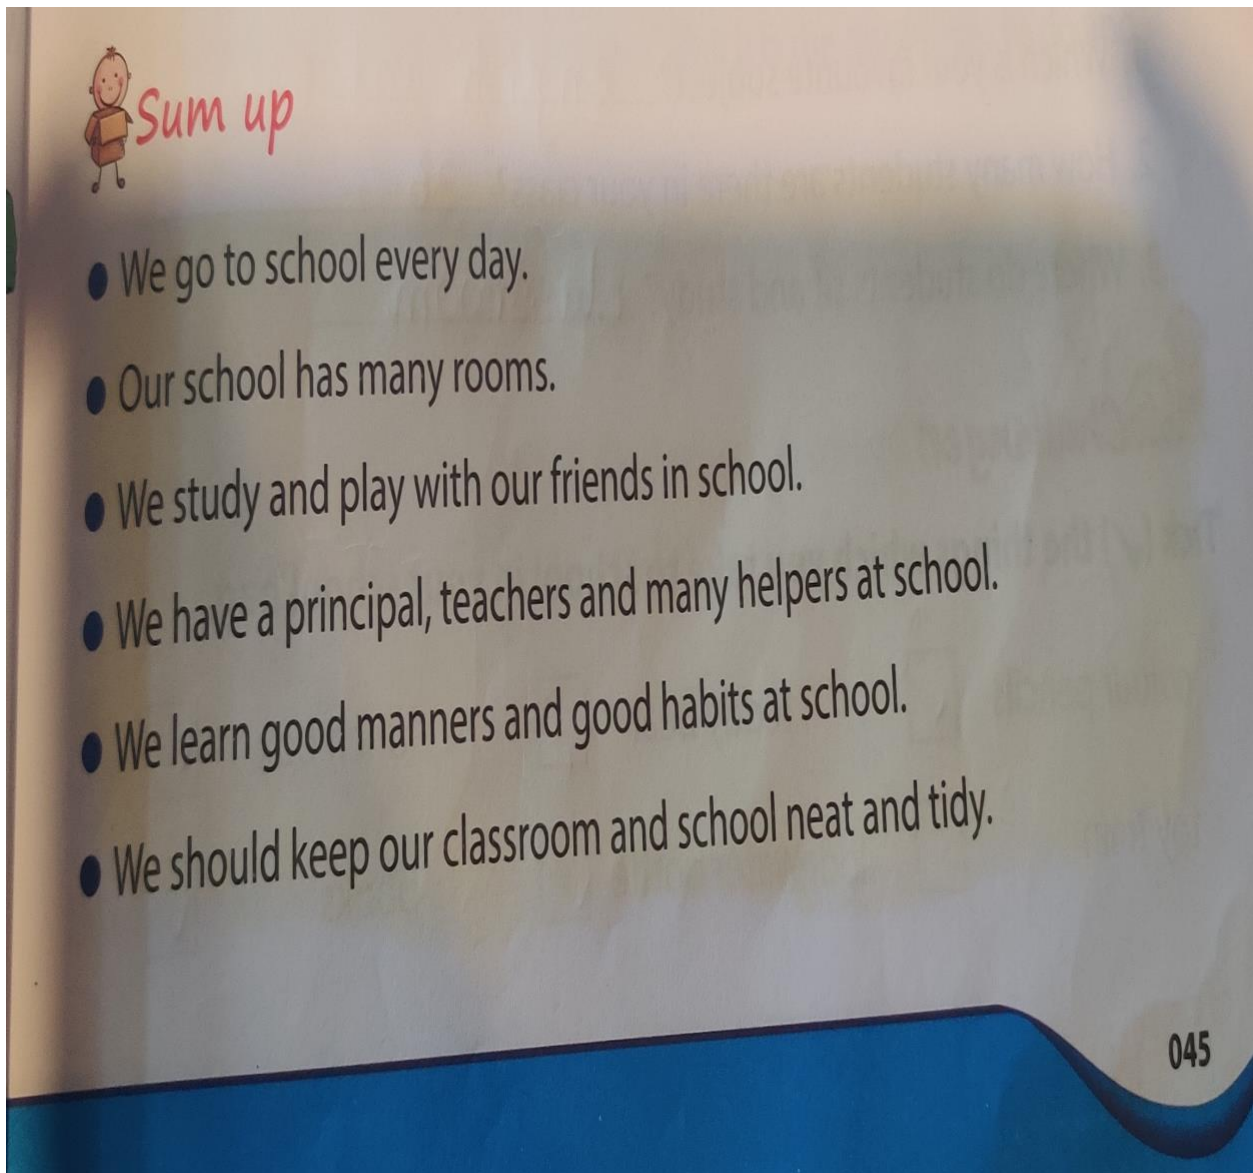 Sum up
● We go to school every day.
● Our school has many rooms.
● We study and play with our friends in school.
● We have a principal, teachers and many helpers at school.
● We learn good manners and good habits at school.
● We should keep our classroom and school neat and tidy.
045